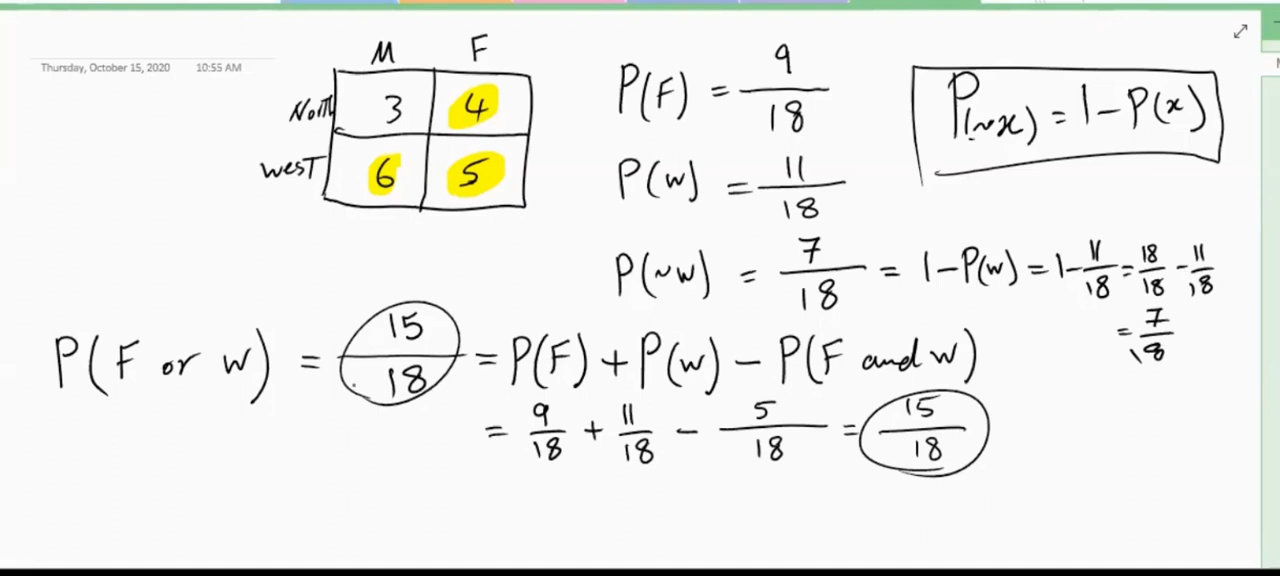 Thursday, October 15, 2020 10:55 AM
M F
North 3 4
west 6 5
P(F) = 9/18
P(~x) = 1 - P(x)
P(w) = 11/18
P(~w) = 7/18 = 1 - P(w) = 1 - 11/18 = 18/18 - 11/18
= 7/18
P(F or w) = 15/18 = P(F) + P(w) - P(F and w)
= 9/18 + 11/18 - 5/18 = 15/18